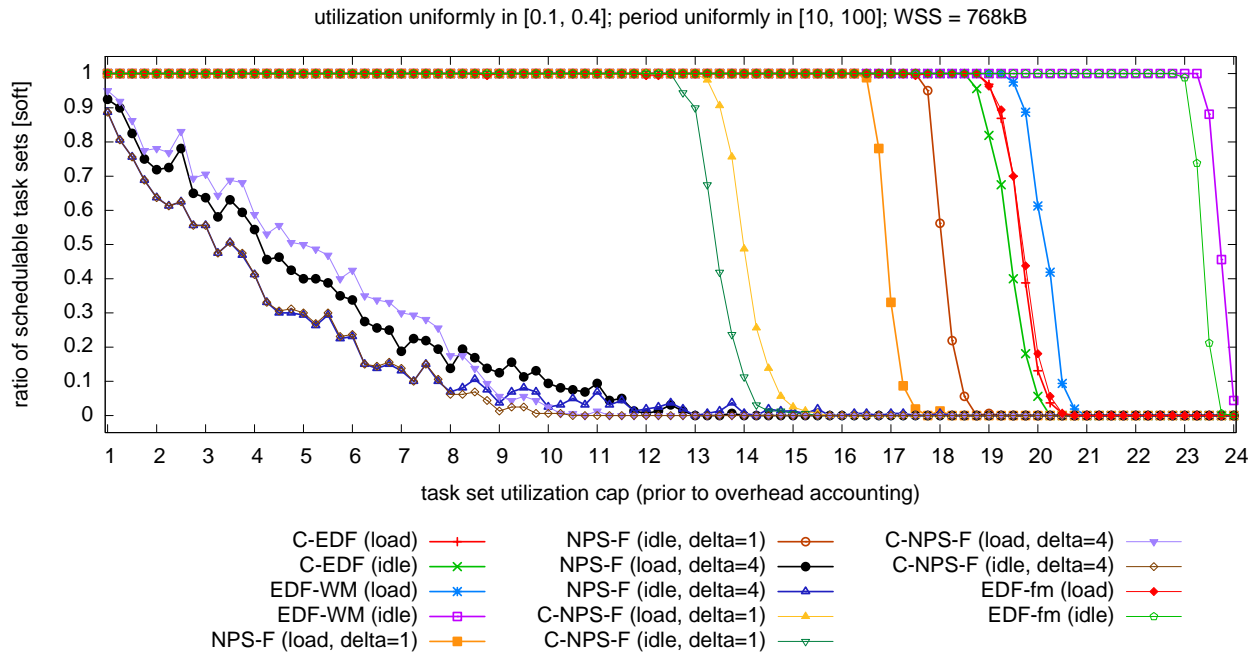 utilization uniformly in [0.1, 0.4]; period uniformly in [10, 100]; WSS = 768kB
ratio of schedulable task sets [soft]
1
0.9
0.8
0.7
0.6
0.5
0.4
0.3
0.2
0.1
0
1 2 3 4 5 6 7 8 9 10 11 12 13 14 15 16 17 18 19 20 21 22 23 24
task set utilization cap (prior to overhead accounting)
C-EDF (load)
C-EDF (idle)
EDF-WM (load)
EDF-WM (idle)
NPS-F (load, delta=1)
NPS-F (idle, delta=1)
NPS-F (load, delta=4)
NPS-F (idle, delta=4)
C-NPS-F (load, delta=1)
C-NPS-F (idle, delta=1)
C-NPS-F (load, delta=4)
C-NPS-F (idle, delta=4)
EDF-fm (load)
EDF-fm (idle)